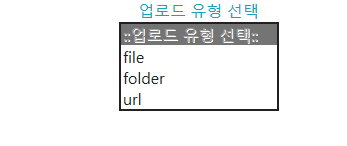 업로드 유형 선택
::업로드 유형 선택::
file
folder
url